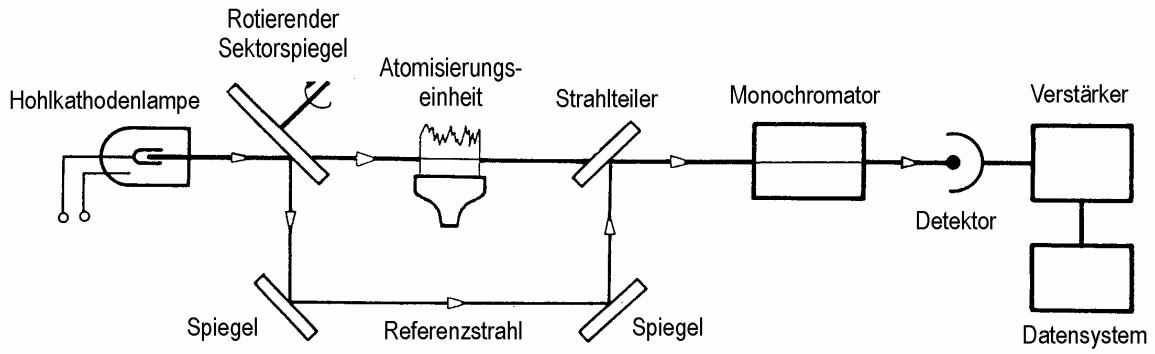 Rotierender
Sektorspiegel
Hohlkathodenlampe
Atomisierungs-
einheit
Strahlteiler
Monochromator
Verstärker
Detektor
Spiegel
Referenzstrahl
Spiegel
Datensystem